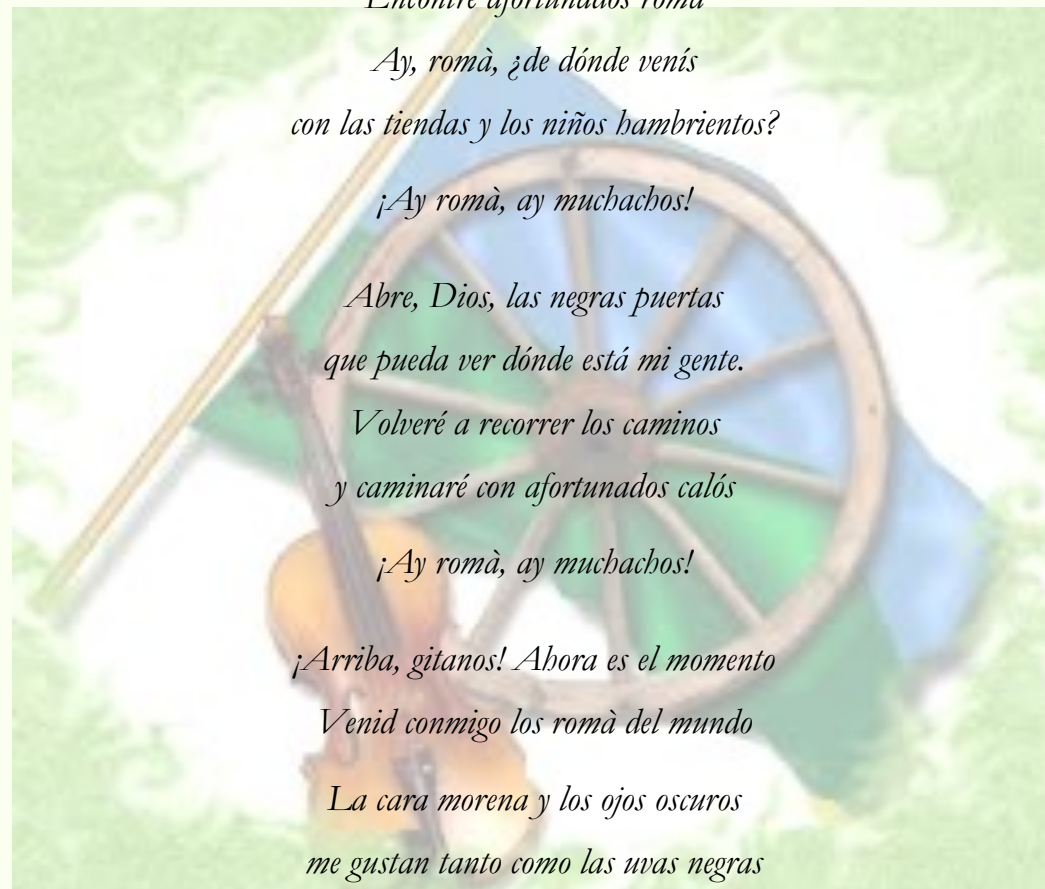 Encontré afortunados romà
Ay, romà, ¿de dónde venís
con las tiendas y los niños hambrientos?
¡Ay romà, ay muchachos!
Abre, Dios, las negras puertas
que pueda ver dónde está mi gente.
Volveré a recorrer los caminos
y caminaré con afortunados calós
¡Ay romà, ay muchachos!
¡Arriba, gitanos! Ahora es el momento
Venid conmigo los romà del mundo
La cara morena y los ojos oscuros
me gustan tanto como las uvas negras